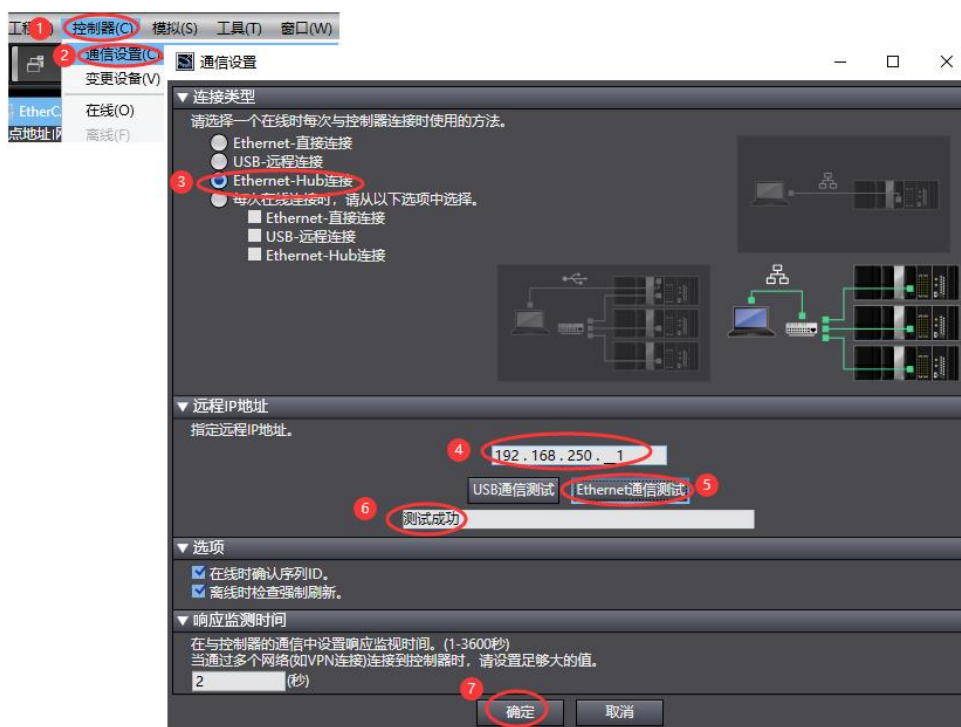 控制器(C) 模拟(S) 工具(T) 窗口(W)
1
2
通信设置(C)
变更设备(V)
在线(O)
离线(F)
EtherC
点地址
通信设置
连接类型
请选择一个在线时每次与控制器连接时使用的方法。
Ethernet-直接连接
USB-远程连接
3
Ethernet-Hub连接
每次在线连接时，请从以下选项中选择。
Ethernet-直接连接
USB-远程连接
Ethernet-Hub连接
远程IP地址
指定远程IP地址。
4
192 . 168 . 250 . __1
USB通信测试 Ethernet通信测试 5
6
测试成功
选项
在线时确认序列ID。
离线时检查强制刷新。
响应监测时间
在与控制器的通信中设置响应监视时间。(1-3600秒)
当通过多个网络(如VPN连接)连接到控制器时，请设置足够大的值。
2 (秒)
7
确定 取消